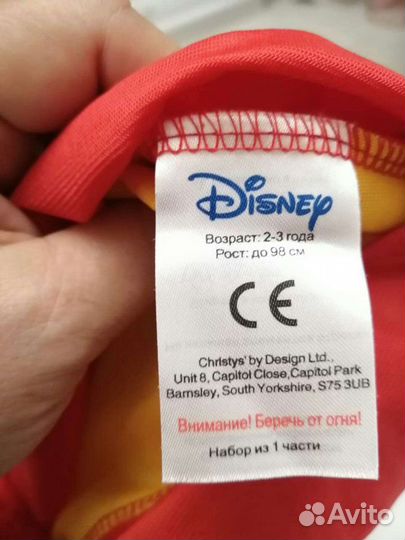 Disney
Возраст: 2-3 года
Рост: до 98 см
CE
Christys' by Design Ltd.,
Unit 8, Capitol Close,Capitol Park
Barnsley, South Yorkshire, S75 3UB
Внимание! Беречь от огня!
Набор из 1 части
Avito